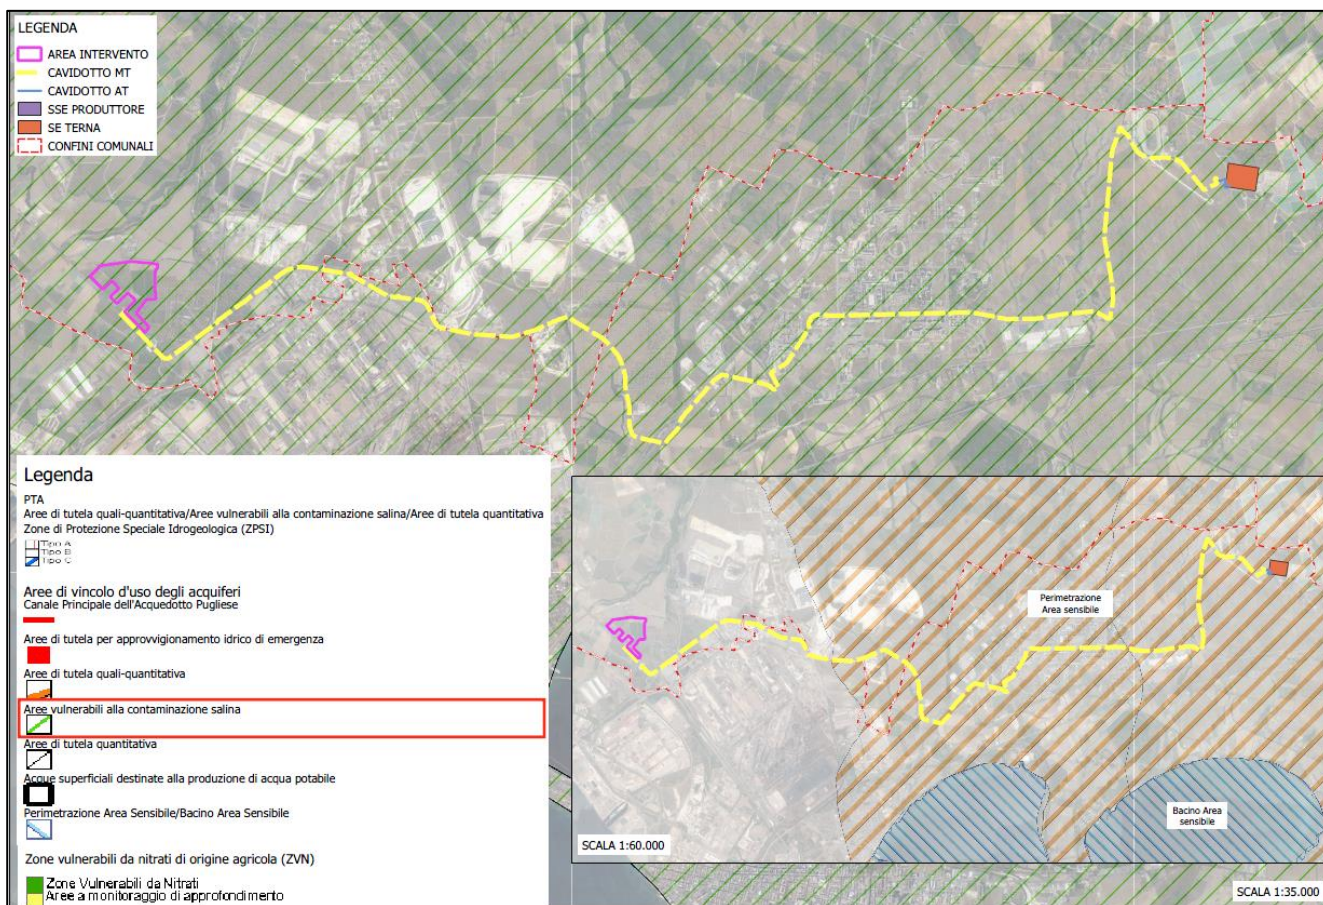 LEGENDA
AREA INTERVENTO
CAVIDOTTO MT
CAVIDOTTO AT
SSE PRODUTTORE
SE TERNA
CONFINI COMUNALI
Legenda
PTA
Aree di tutela quali-quantitativa/Aree vulnerabili alla contaminazione salina/Aree di tutela quantitativa
Zone di Protezione Speciale Idrogeologica (ZPSI)
Tipo A
Tipo B
Tipo C
Aree di vincolo d'uso degli acquiferi
Canale Principale dell'Acquedotto Pugliese
Aree di tutela per approvvigionamento idrico di emergenza
Aree di tutela quali-quantitativa
Aree vulnerabili alla contaminazione salina
Aree di tutela quantitativa
Acque superficiali destinate alla produzione di acqua potabile
Perimetrazione Area Sensibile/Bacino Area Sensibile
Zone vulnerabili da nitrati di origine agricola (ZVN)
Zone Vulnerabili da Nitrati
Aree a monitoraggio di approfondimento
Perimetrazione
Area sensibile
Bacino Area
sensibile
SCALA 1:60.000
SCALA 1:35.000